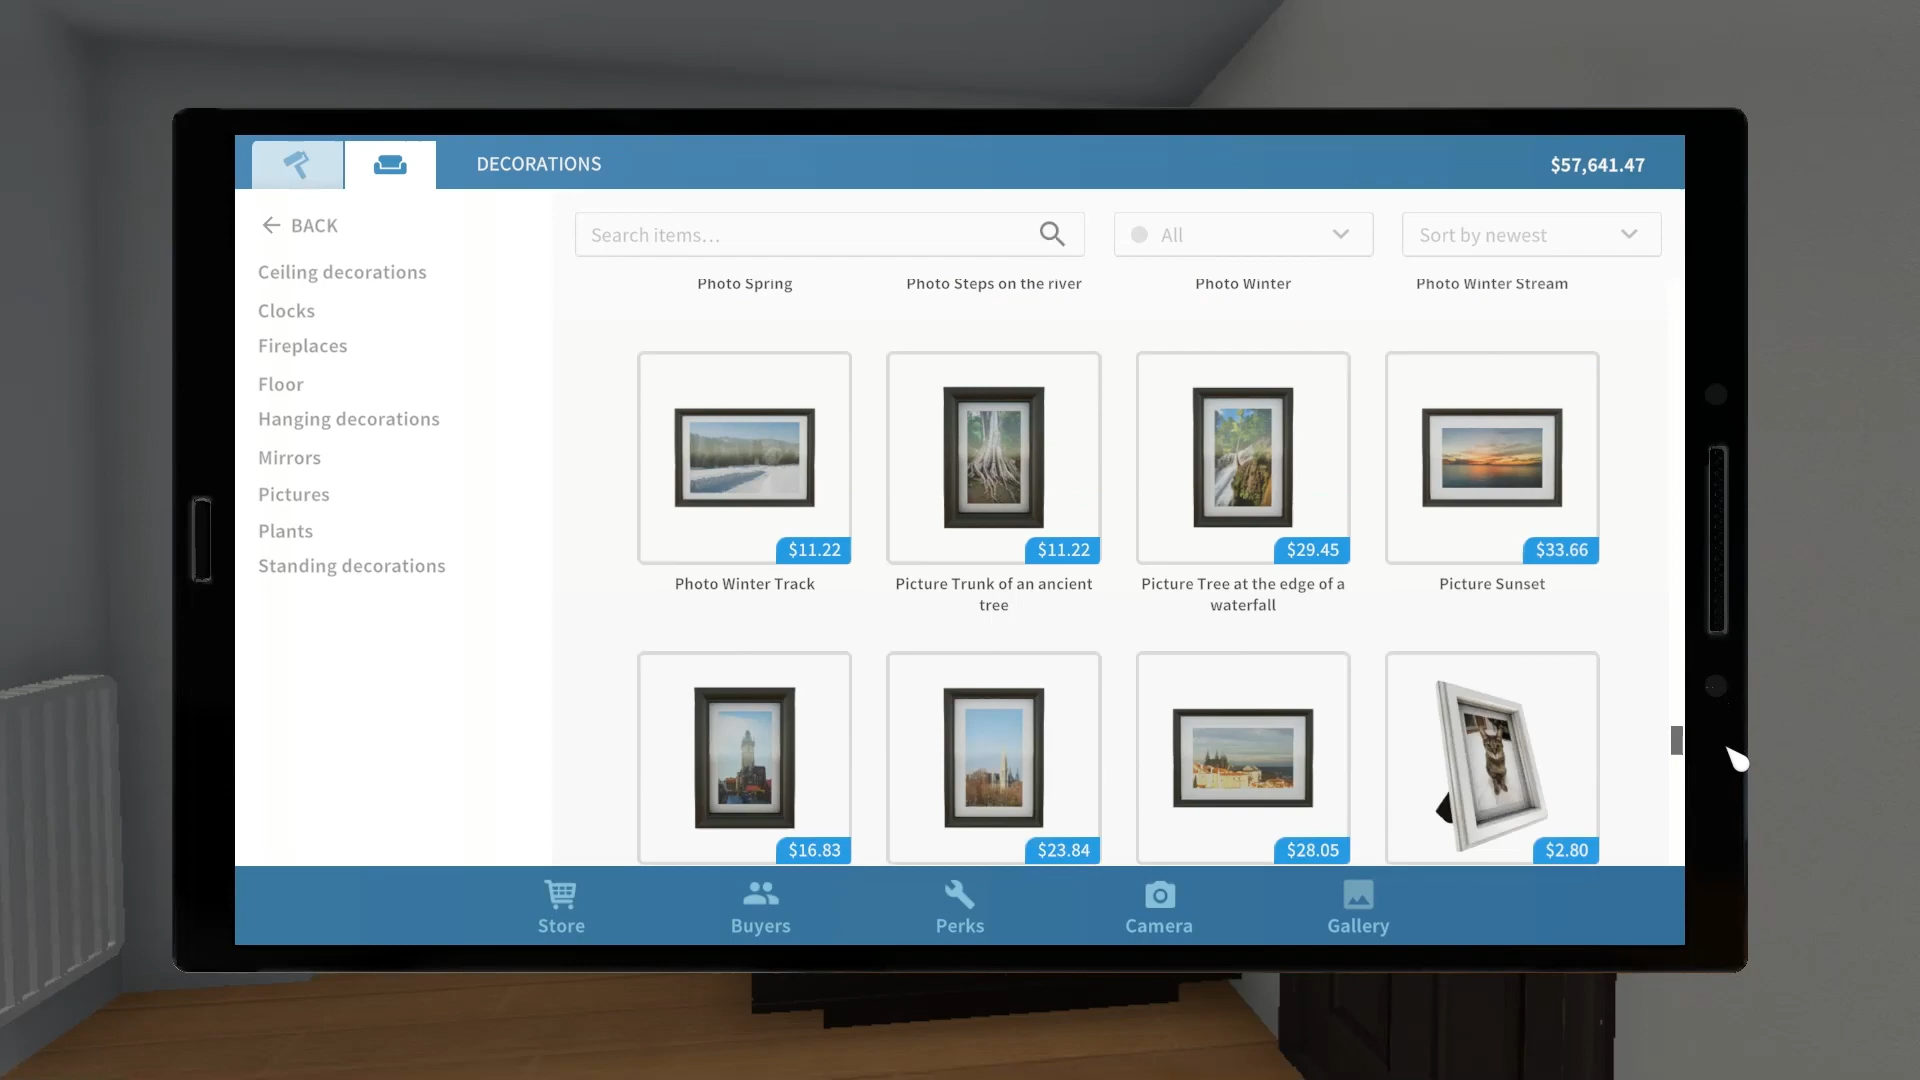 DECORATIONS
$57,641.47
BACK
Search items...
All
Sort by newest
Ceiling decorations
Clocks
Fireplaces
Floor
Hanging decorations
Mirrors
Pictures
Plants
Standing decorations
Photo Spring
Photo Steps on the river
Photo Winter
Photo Winter Stream
$11.22
$11.22
$29.45
$33.66
Photo Winter Track
Picture Trunk of an ancient
tree
Picture Tree at the edge of a
waterfall
Picture Sunset
$16.83
$23.84
$28.05
$2.80
Store
Buyers
Perks
Camera
Gallery